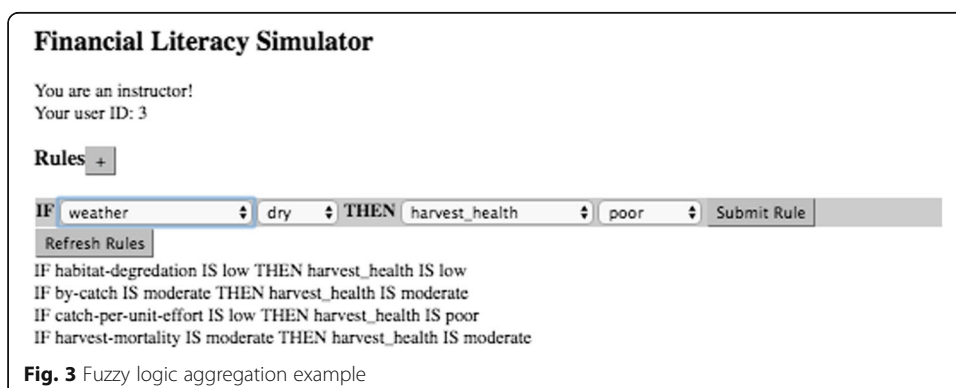 Financial Literacy Simulator
You are an instructor!
Your user ID: 3
Rules +
IF weather dry THEN harvest_health poor Submit Rule
Refresh Rules
IF habitat-degredation IS low THEN harvest_health IS low
IF by-catch IS moderate THEN harvest_health IS moderate
IF catch-per-unit-effort IS low THEN harvest_health IS poor
IF harvest-mortality IS moderate THEN harvest_health IS moderate
Fig. 3 Fuzzy logic aggregation example